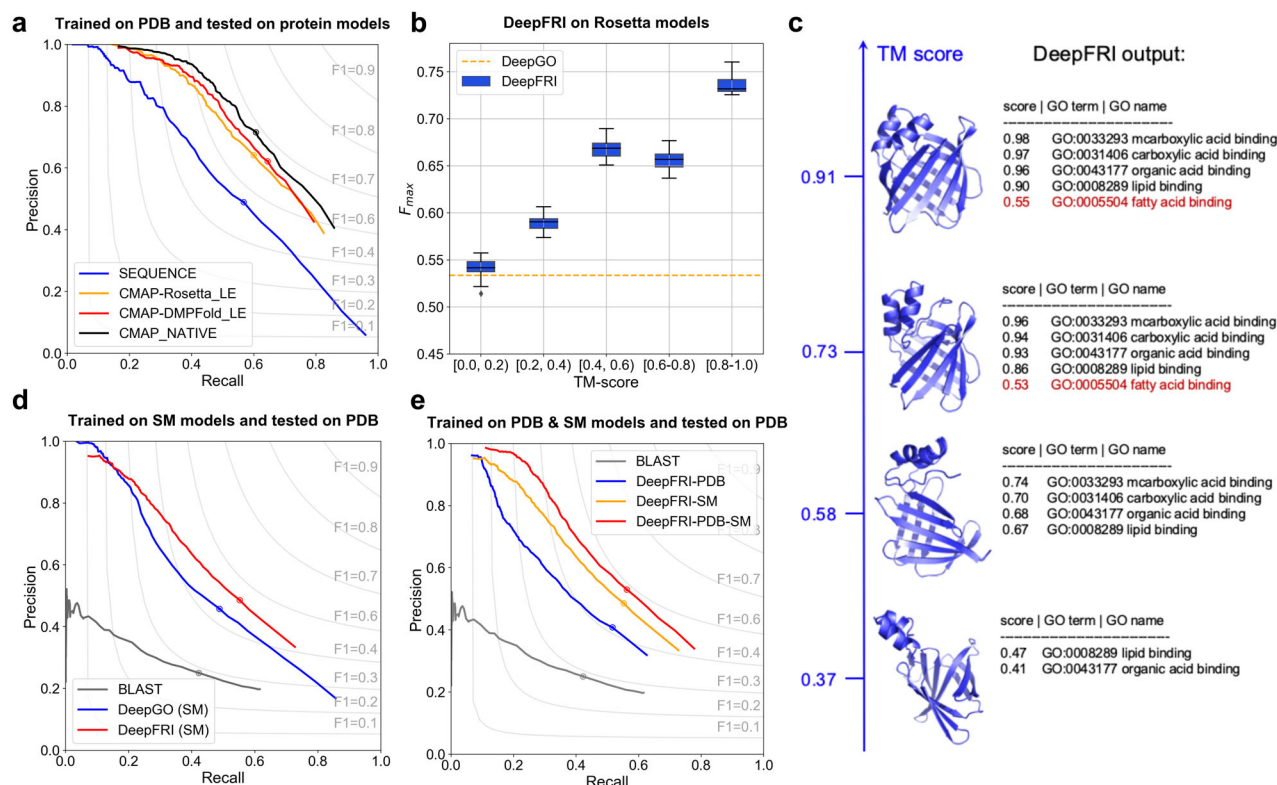 a
Trained on PDB and tested on protein models
1.0
0.8
0.6
0.4
0.2
0.0
0.0
0.2
0.4
0.6
0.8
1.0
Precision
Recall
F1=0.9
F1=0.8
F1=0.7
F1=0.6
F1=0.4
F1=0.3
F1=0.2
F1=0.1
SEQUENCE
CMAP-Rosetta_LE
CMAP-DMPFold_LE
CMAP_NATIVE
b
DeepFRI on Rosetta models
DeepGO
DeepFRI
0.75
0.70
0.65
0.60
0.55
0.50
0.45
Fmax
[0.0, 0.2)
[0.2, 0.4)
[0.4, 0.6)
[0.6-0.8)
[0.8-1.0)
TM-score
c
TM score
DeepFRI output:
0.91
score | GO term | GO name
------------------------------------------
0.98 GO:0033293 mcarboxylic acid binding
0.97 GO:0031406 carboxylic acid binding
0.96 GO:0043177 organic acid binding
0.90 GO:0008289 lipid binding
0.55 GO:0005504 fatty acid binding
0.73
score | GO term | GO name
------------------------------------------
0.96 GO:0033293 mcarboxylic acid binding
0.94 GO:0031406 carboxylic acid binding
0.93 GO:0043177 organic acid binding
0.86 GO:0008289 lipid binding
0.53 GO:0005504 fatty acid binding
0.58
score | GO term | GO name
------------------------------------------
0.74 GO:0033293 mcarboxylic acid binding
0.70 GO:0031406 carboxylic acid binding
0.68 GO:0043177 organic acid binding
0.67 GO:0008289 lipid binding
0.37
score | GO term | GO name
------------------------------------------
0.47 GO:0008289 lipid binding
0.41 GO:0043177 organic acid binding
d
Trained on SM models and tested on PDB
1.0
0.8
0.6
0.4
0.2
0.0
0.0
0.2
0.4
0.6
0.8
1.0
Precision
Recall
F1=0.9
F1=0.8
F1=0.7
F1=0.6
F1=0.4
F1=0.3
F1=0.2
F1=0.1
BLAST
DeepGO (SM)
DeepFRI (SM)
e
Trained on PDB & SM models and tested on PDB
1.0
0.8
0.6
0.4
0.2
0.0
0.0
0.2
0.4
0.6
0.8
1.0
Precision
Recall
BLAST
DeepFRI-PDB
DeepFRI-SM
DeepFRI-PDB-SM
F1=0.7
F1=0.6
F1=0.4
F1=0.3
F1=0.2
F1=0.1